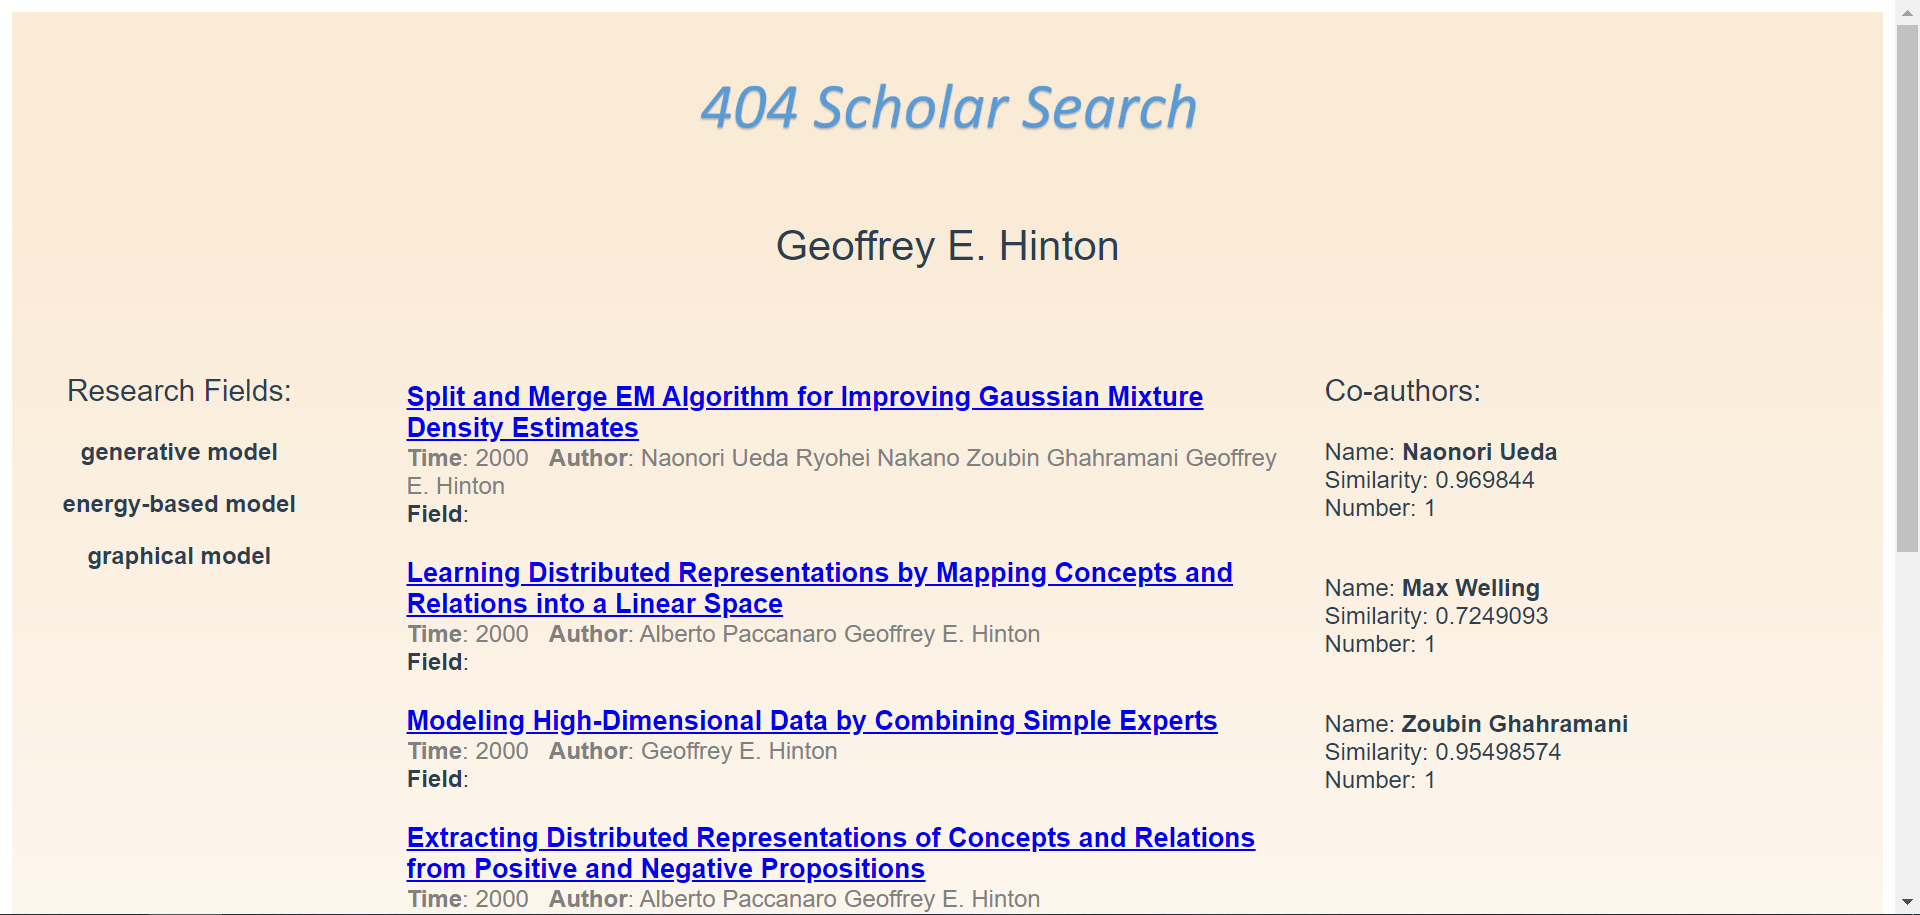 404 Scholar Search
Geoffrey E. Hinton
Research Fields:
generative model
energy-based model
graphical model
Split and Merge EM Algorithm for Improving Gaussian Mixture
Density Estimates
Time: 2000 Author: Naonori Ueda Ryohei Nakano Zoubin Ghahramani Geoffrey
E. Hinton
Field:
Learning Distributed Representations by Mapping Concepts and
Relations into a Linear Space
Time: 2000 Author: Alberto Paccanaro Geoffrey E. Hinton
Field:
Modeling High-Dimensional Data by Combining Simple Experts
Time: 2000 Author: Geoffrey E. Hinton
Field:
Extracting Distributed Representations of Concepts and Relations
from Positive and Negative Propositions
Time: 2000 Author: Alberto Paccanaro Geoffrey E. Hinton
Co-authors:
Name: Naonori Ueda
Similarity: 0.969844
Number: 1
Name: Max Welling
Similarity: 0.7249093
Number: 1
Name: Zoubin Ghahramani
Similarity: 0.95498574
Number: 1